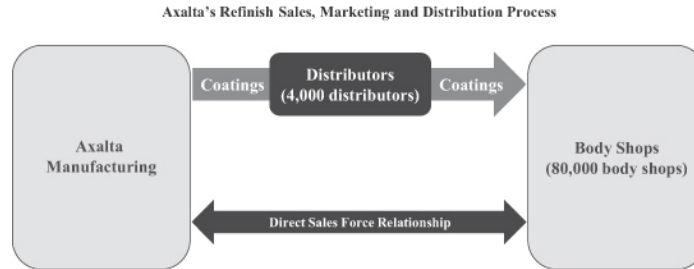 Axalta's Refinish Sales, Marketing and Distribution Process
Coatings
Distributors
(4,000 distributors)
Coatings
Axalta
Manufacturing
Body Shops
(80,000 body shops)
Direct Sales Force Relationship